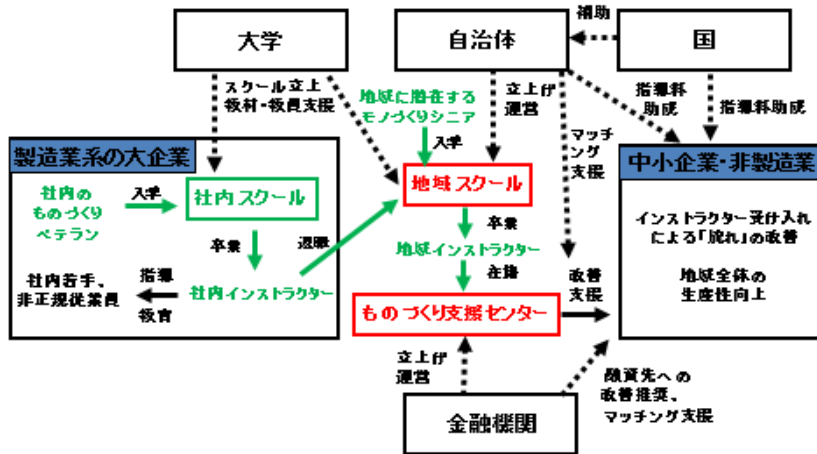 大学
自治体
補助
国
スクール立上
教材・教員支援
地域に潜在する
モノづくりシニア
入学
立上げ
運営
マッチ
ング
支援
指導料
助成
指導料助成
製造業系の大企業
中小企業・非製造業
社内の
ものづくり
ベテラン
入学
社内スクール
地域スクール
卒業
退職
卒業
地域インストラクター
在籍
社内若手、
非正規従業員
指導
教育
社内インストラクター
ものづくり支援センター
改善
支援
インストラクター受け入れ
による「流れ」の改善
地域全体の
生産性向上
立上げ
運営
金融機関
融資先への
改善推奨、
マッチング支援